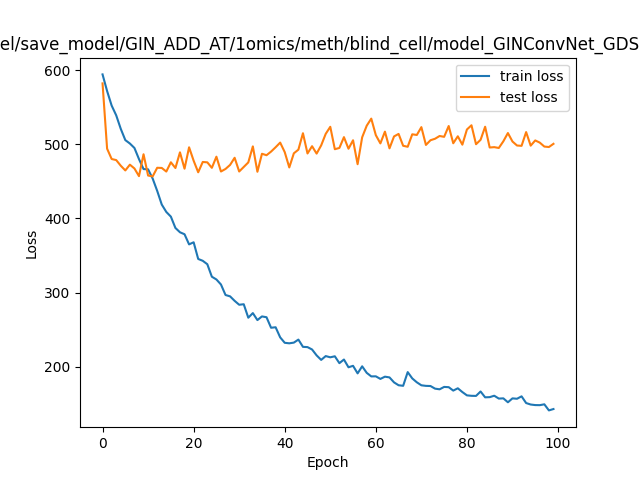 el/save_model/GIN_ADD_AT/1omics/meth/blind_cell/model_GINConvNet_GDS
train loss
test loss
600
500
400
300
200
Loss
0
20
40
60
80
100
Epoch